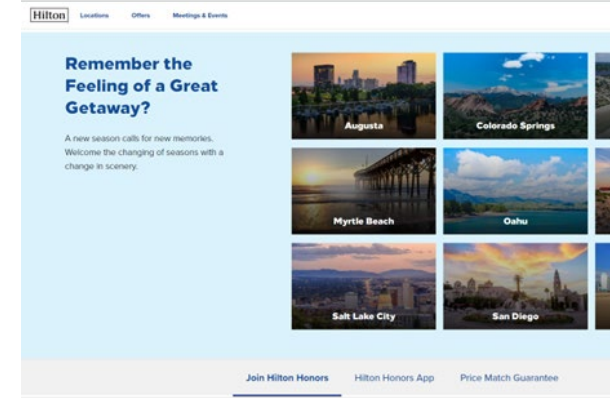 Hilton
Locations Offers Meetings & Events
Remember the
Feeling of a Great
Getaway?
A new season calls for new memories.
Welcome the changing of seasons with a
change in scenery.
Augusta
Colorado Springs
Myrtle Beach
Oahu
Salt Lake City
San Diego
Join Hilton Honors Hilton Honors App Price Match Guarantee